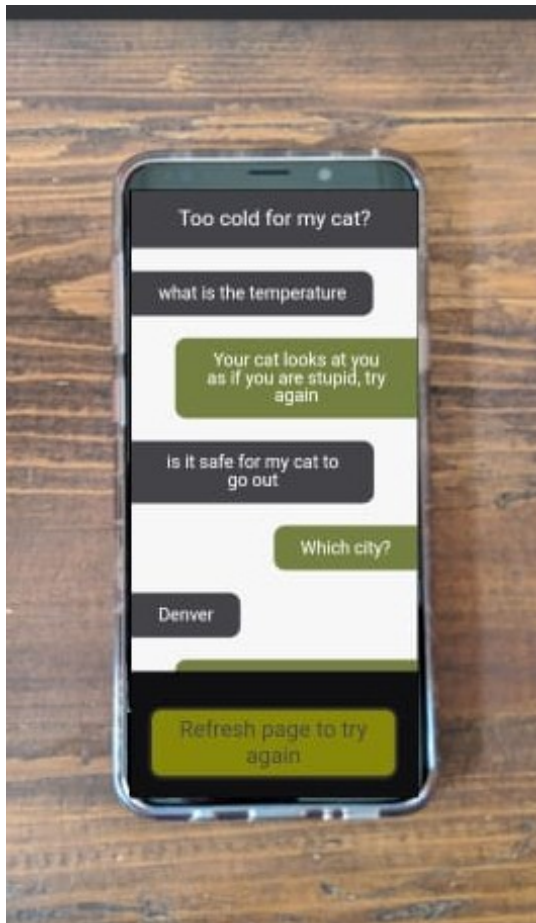 Too cold for my cat?
what is the temperature
Your cat looks at you
as if you are stupid, try
again
is it safe for my cat to
go out
Which city?
Denver
Refresh page to try
again